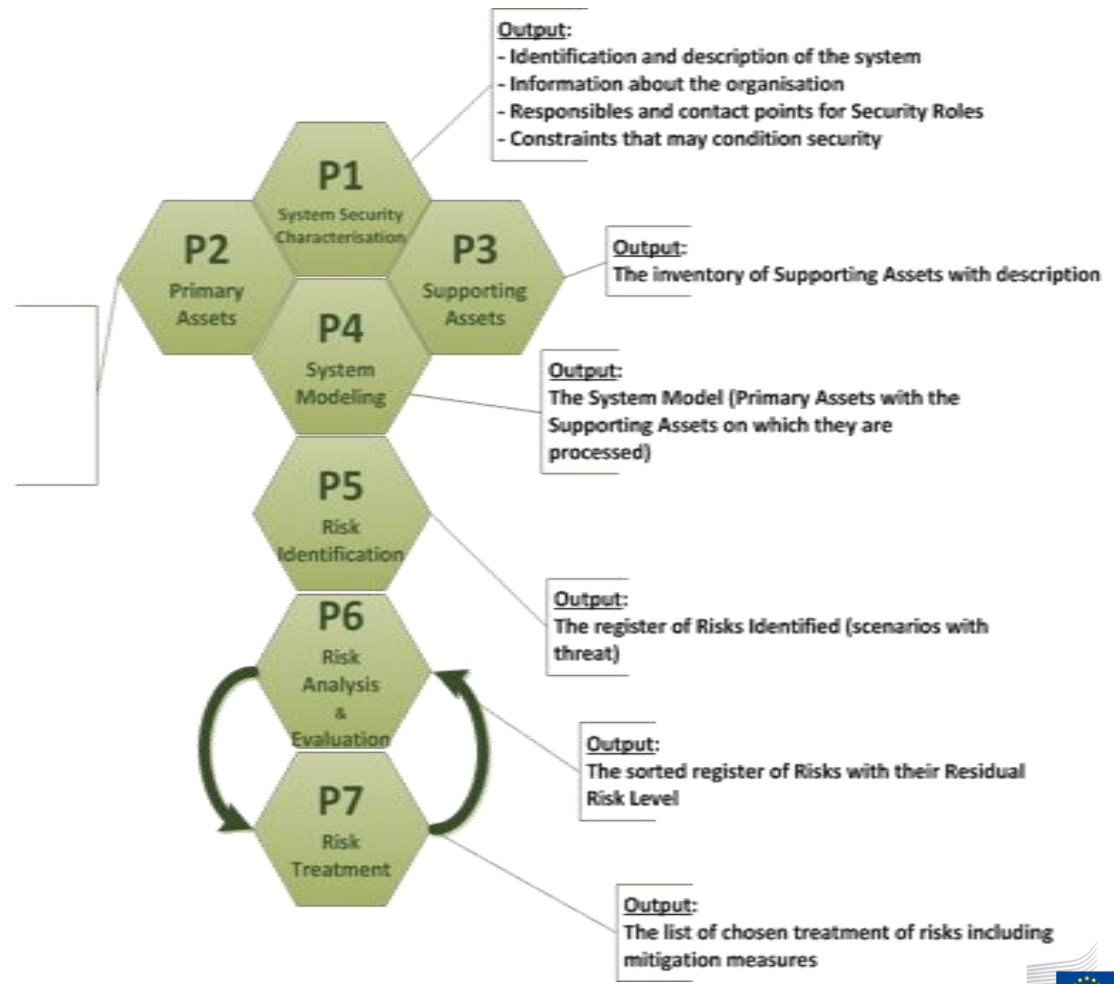 Output:
- Identification and description of the system
- Information about the organisation
- Responsibles and contact points for Security Roles
- Constraints that may condition security
P1
System Security
Characterisation
P2
Primary
Assets
P3
Supporting
Assets
Output:
The inventory of Supporting Assets with description
P4
System
Modeling
Output:
The System Model (Primary Assets with the
Supporting Assets on which they are
processed)
P5
Risk
Identification
Output:
The register of Risks Identified (scenarios with
threat)
P6
Risk
Analysis
&
Evaluation
Output:
The sorted register of Risks with their Residual
Risk Level
P7
Risk
Treatment
Output:
The list of chosen treatment of risks including
mitigation measures